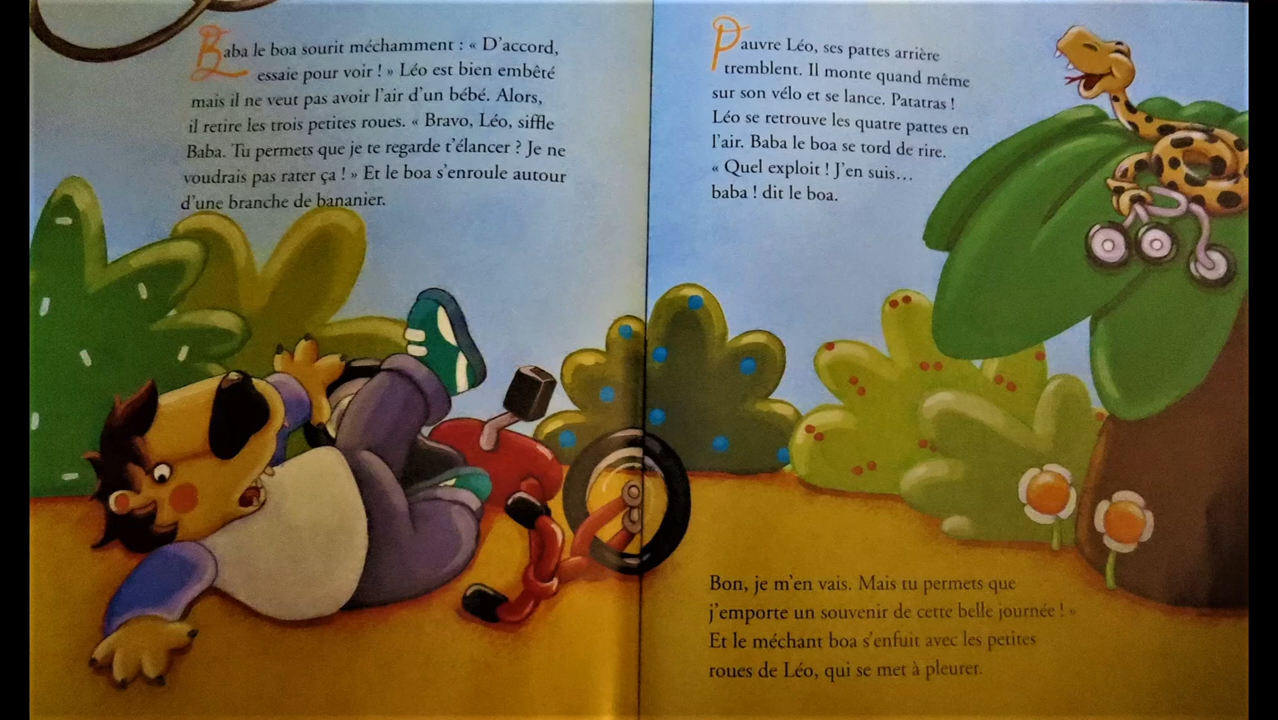 Baba le boa sourit méchamment : « D'accord,
essaie pour voir ! » Léo est bien embêté
mais il ne veut pas avoir l'air d'un bébé. Alors,
il retire les trois petites roues. « Bravo, Léo, siffle
Baba. Tu permets que je te regarde t'élancer ? Je ne
voudrais pas rater ça ! » Et le boa s'enroule autour
d'une branche de bananier.
Pauvre Léo, ses pattes arrière
tremblent. Il monte quand même
sur son vélo et se lance. Patatras !
Léo se retrouve les quatre pattes en
l'air. Baba le boa se tord de rire.
« Quel exploit ! J'en suis…
baba ! dit le boa.
Bon, je m'en vais. Mais tu permets que
j'emporte un souvenir de cette belle journée ! »
Et le méchant boa s'enfuit avec les petites
roues de Léo, qui se met à pleurer.